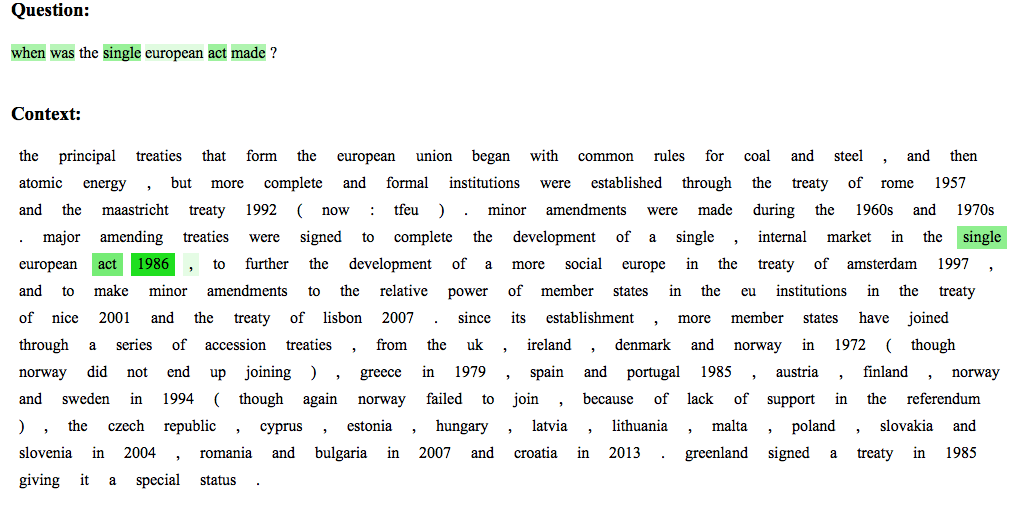 Question:
when was the single european act made ?
Context:
the principal treaties that form the european union began with common rules for coal and steel , and then
atomic energy , but more complete and formal institutions were established through the treaty of rome 1957
and the maastricht treaty 1992 ( now : tfeu ) . minor amendments were made during the 1960s and 1970s
. major amending treaties were signed to complete the development of a single , internal market in the single
european act 1986 , to further the development of a more social europe in the treaty of amsterdam 1997 ,
and to make minor amendments to the relative power of member states in the eu institutions in the treaty
of nice 2001 and the treaty of lisbon 2007 . since its establishment , more member states have joined
through a series of accession treaties , from the uk , ireland , denmark and norway in 1972 ( though
norway did not end up joining ) , greece in 1979 , spain and portugal 1985 , austria , finland , norway
and sweden in 1994 ( though again norway failed to join , because of lack of support in the referendum
) , the czech republic , cyprus , estonia , hungary , latvia , lithuania , malta , poland , slovakia and
slovenia in 2004 , romania and bulgaria in 2007 and croatia in 2013 . greenland signed a treaty in 1985
giving it a special status .